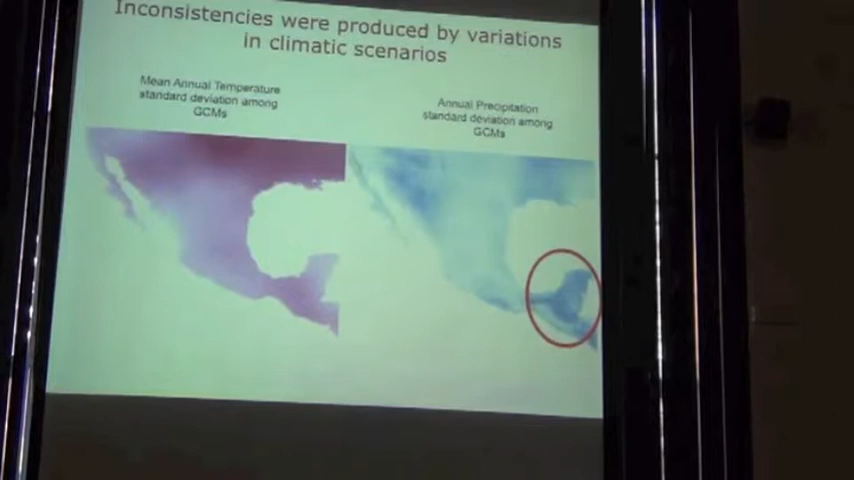 Inconsistencies were produced by variations
in climatic scenarios
Mean Annual Temperature
standard deviation among
GCMs
Annual Precipitation
standard deviation among
GCMs